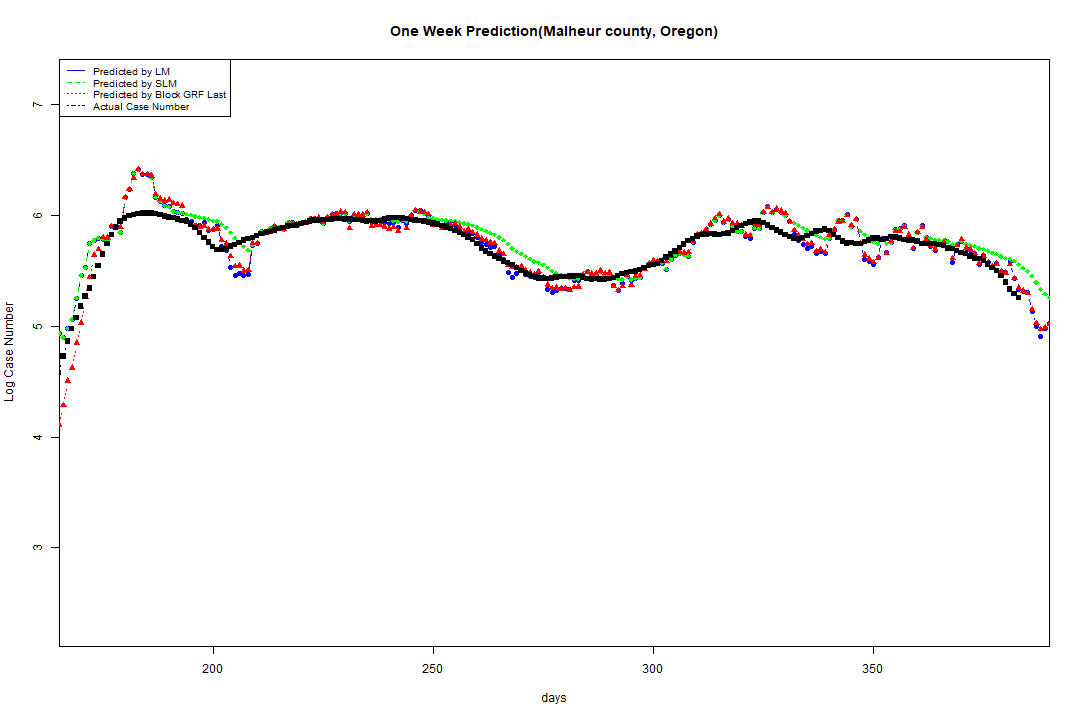 One Week Prediction(Malheur county, Oregon)
Predicted by LM
Predicted by SLM
Predicted by Block GRF Last
Actual Case Number
7
6
5
4
3
Log Case Number
200 250 300 350
days